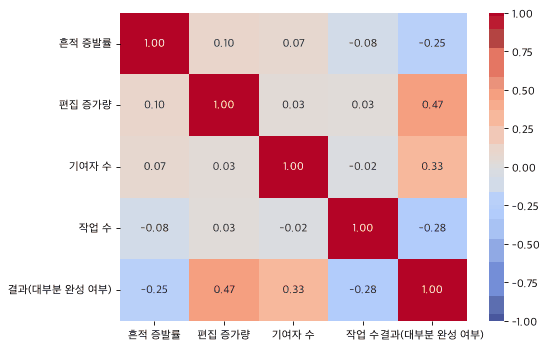 흔적 증발률 1.00 0.10 0.07 -0.08 -0.25
편집 증가량 0.10 1.00 0.03 0.03 0.47
기여자 수 0.07 0.03 1.00 -0.02 0.33
작업 수 -0.08 0.03 -0.02 1.00 -0.28
결과(대부분 완성 여부) -0.25 0.47 0.33 -0.28 1.00
흔적 증발률 편집 증가량 기여자 수 작업 수 결과(대부분 완성 여부)
1.00
0.75
0.50
0.25
0.00
-0.25
-0.50
-0.75
-1.00